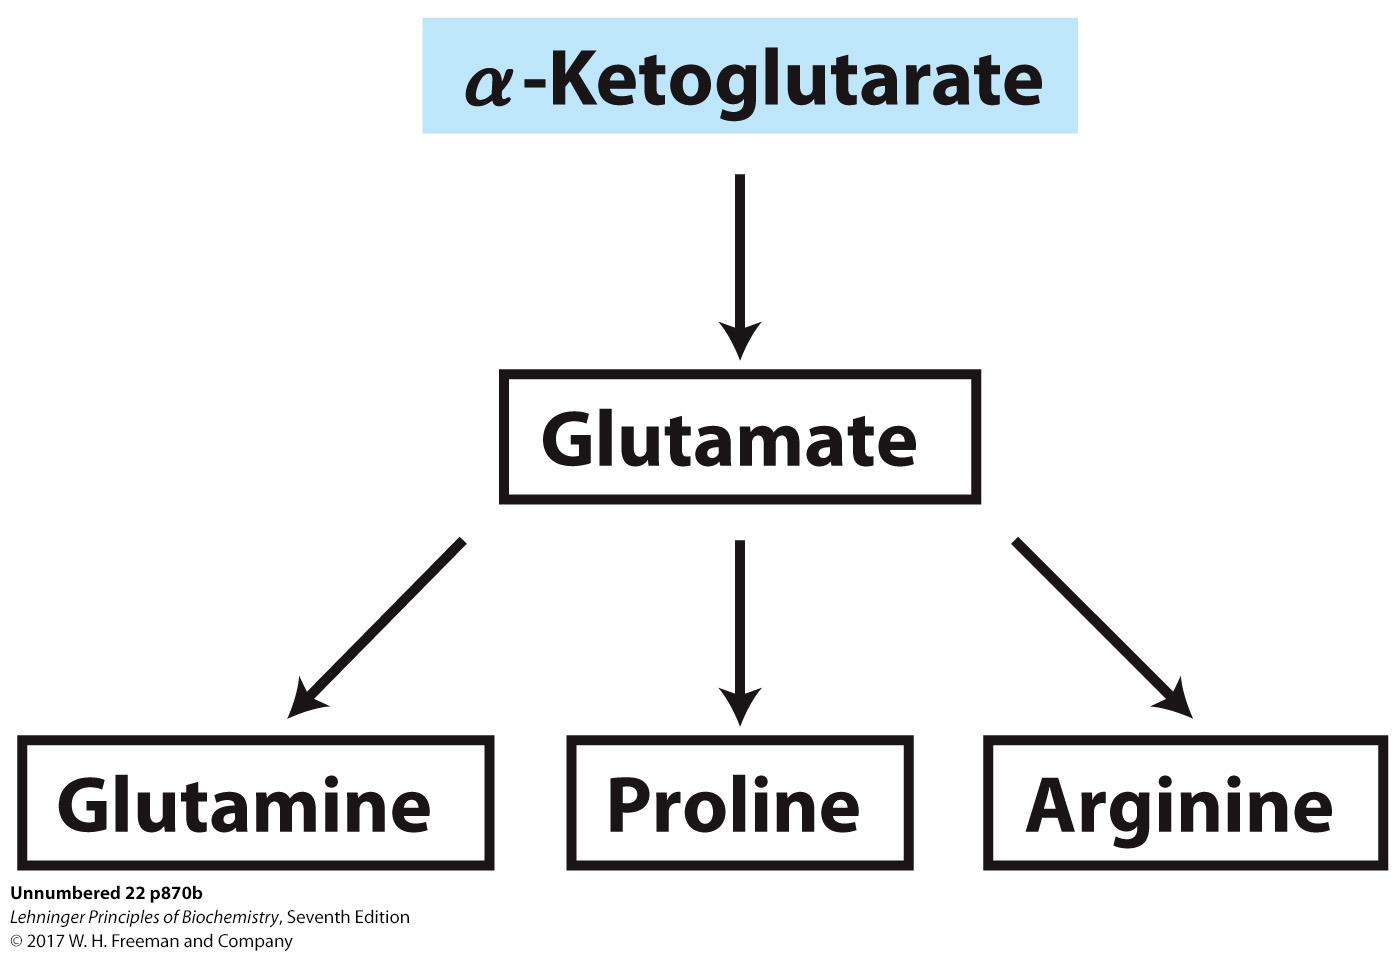 α-Ketoglutarate
Glutamate
Glutamine
Proline
Arginine
Unnumbered 22 p870b
Lehninger Principles of Biochemistry, Seventh Edition
© 2017 W. H. Freeman and Company